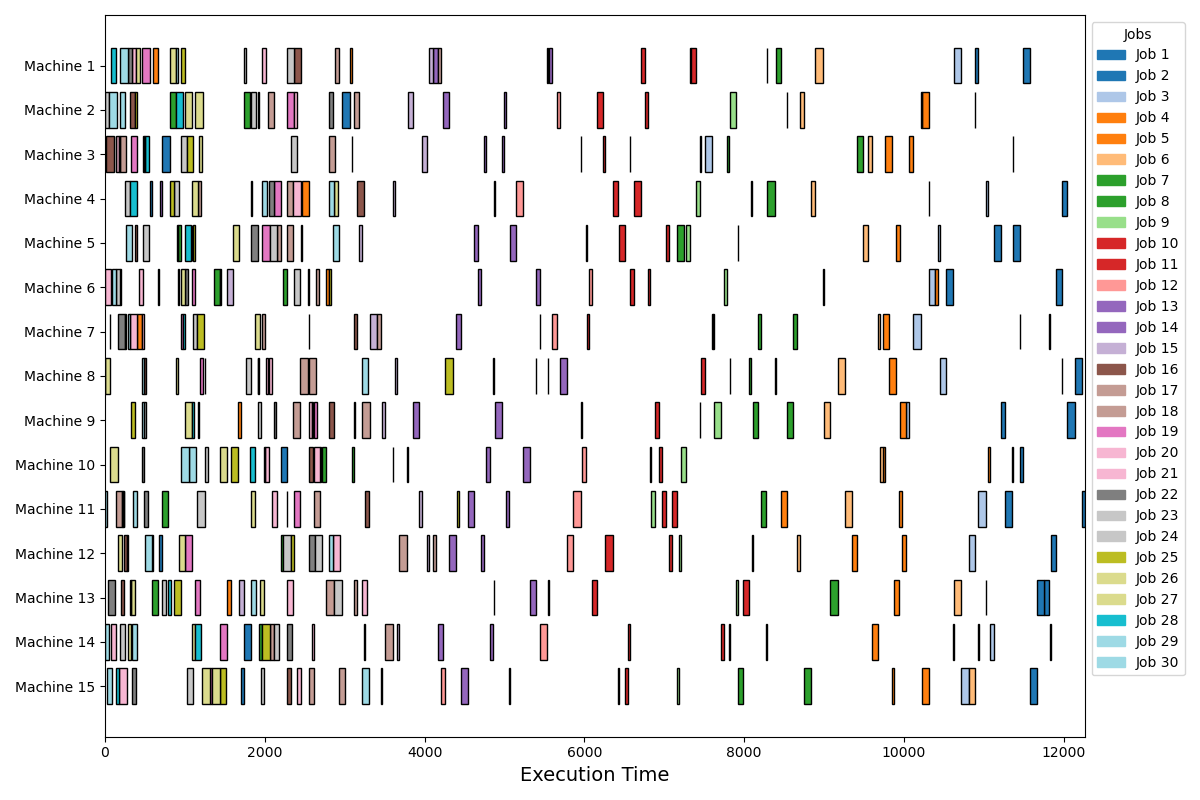 Machine 1
Machine 2
Machine 3
Machine 4
Machine 5
Machine 6
Machine 7
Machine 8
Machine 9
Machine 10
Machine 11
Machine 12
Machine 13
Machine 14
Machine 15
0 2000 4000 6000 8000 10000 12000
Execution Time
Jobs
Job 1
Job 2
Job 3
Job 4
Job 5
Job 6
Job 7
Job 8
Job 9
Job 10
Job 11
Job 12
Job 13
Job 14
Job 15
Job 16
Job 17
Job 18
Job 19
Job 20
Job 21
Job 22
Job 23
Job 24
Job 25
Job 26
Job 27
Job 28
Job 29
Job 30